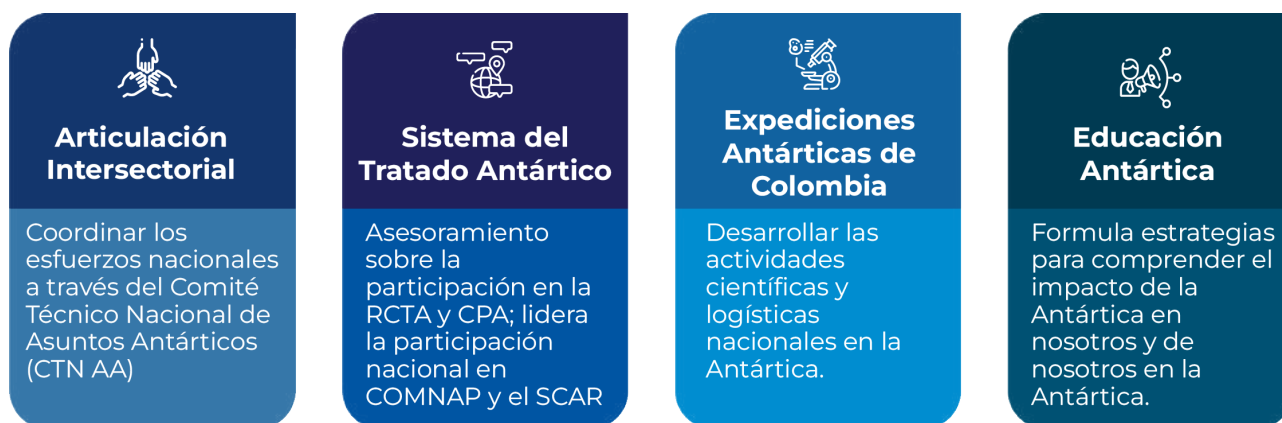 Articulación
Intersectorial
Coordinar los
esfuerzos nacionales
a través del Comité
Técnico Nacional de
Asuntos Antárticos
(CTN AA)
Sistema del
Tratado Antártico
Asesoramiento
sobre la
participación en la
RCTA y CPA; lidera
la participación
nacional en
COMNAP y el SCAR
Expediciones
Antárticas de
Colombia
Desarrollar las
actividades
científicas y
logísticas
nacionales en la
Antártica.
Educación
Antártica
Formula estrategias
para comprender el
impacto de la
Antártica en
nosotros y de
nosotros en la
Antártica.